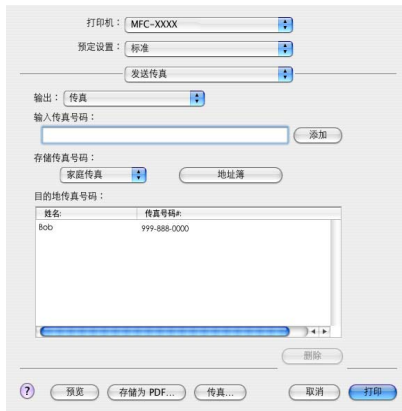 打印机： MFC-XXXX
预定设置： 标准
发送传真
输出： 传真
输入传真号码：
添加
存储传真号码：
家庭传真 地址簿
目的地传真号码：
姓名: 传真号码#:
Bob 999-888-0000
删除
? 预览 存储为 PDF... 传真... 取消 打印